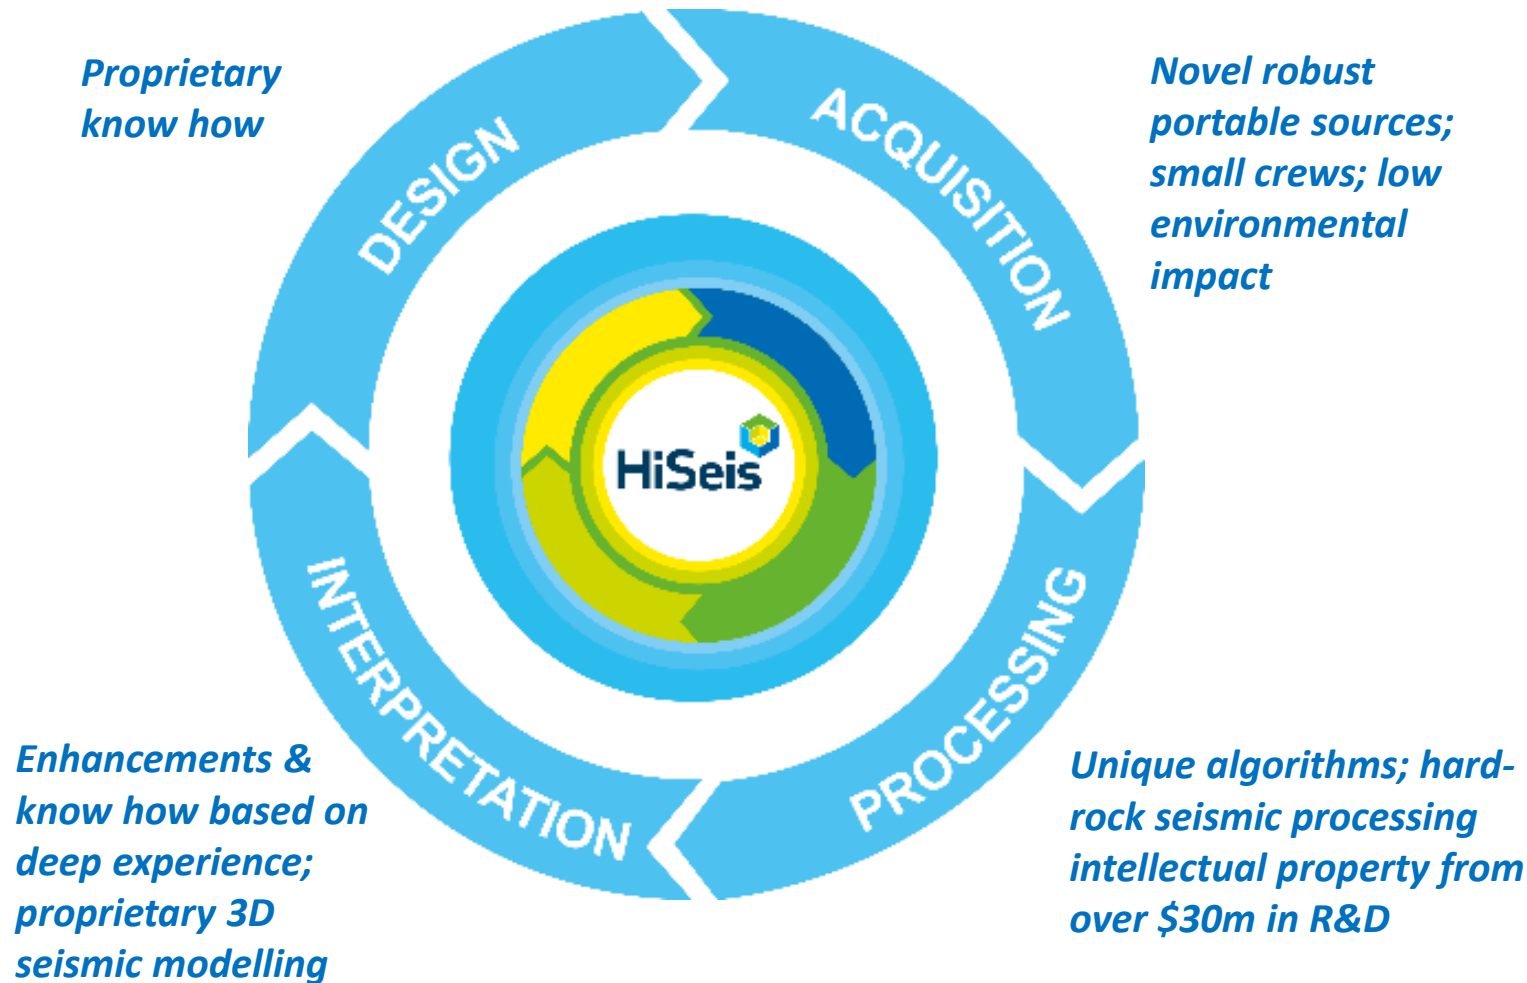 Proprietary
know how
DESIGN
ACQUISITION
Novel robust
portable sources;
small crews; low
environmental
impact
HiSeis
INTERPRETATION
PROCESSING
Enhancements &
know how based on
deep experience;
proprietary 3D
seismic modelling
Unique algorithms; hard-
rock seismic processing
intellectual property from
over $30m in R&D